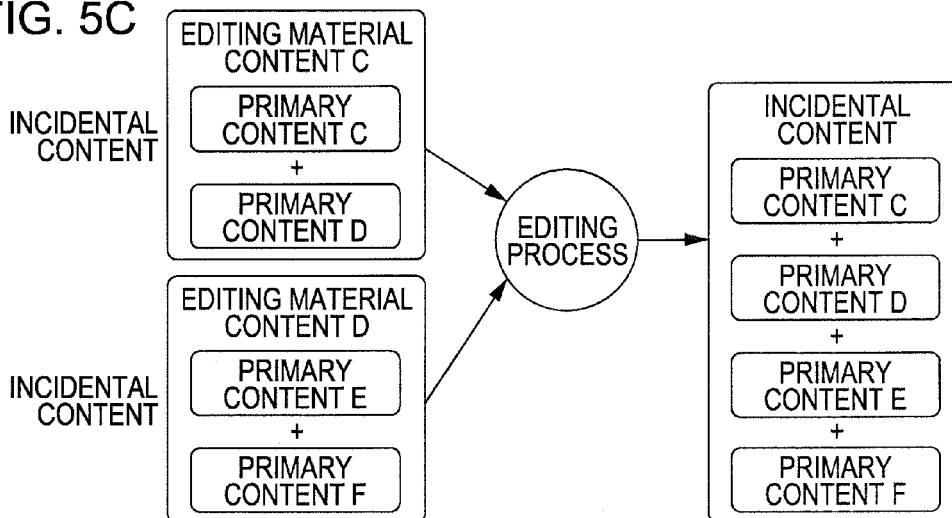 FIG. 5C
EDITING MATERIAL
CONTENT C
INCIDENTAL
CONTENT
PRIMARY
CONTENT C
+
PRIMARY
CONTENT D
EDITING MATERIAL
CONTENT D
INCIDENTAL
CONTENT
PRIMARY
CONTENT E
+
PRIMARY
CONTENT F
EDITING
PROCESS
INCIDENTAL
CONTENT
PRIMARY
CONTENT C
+
PRIMARY
CONTENT D
+
PRIMARY
CONTENT E
+
PRIMARY
CONTENT F